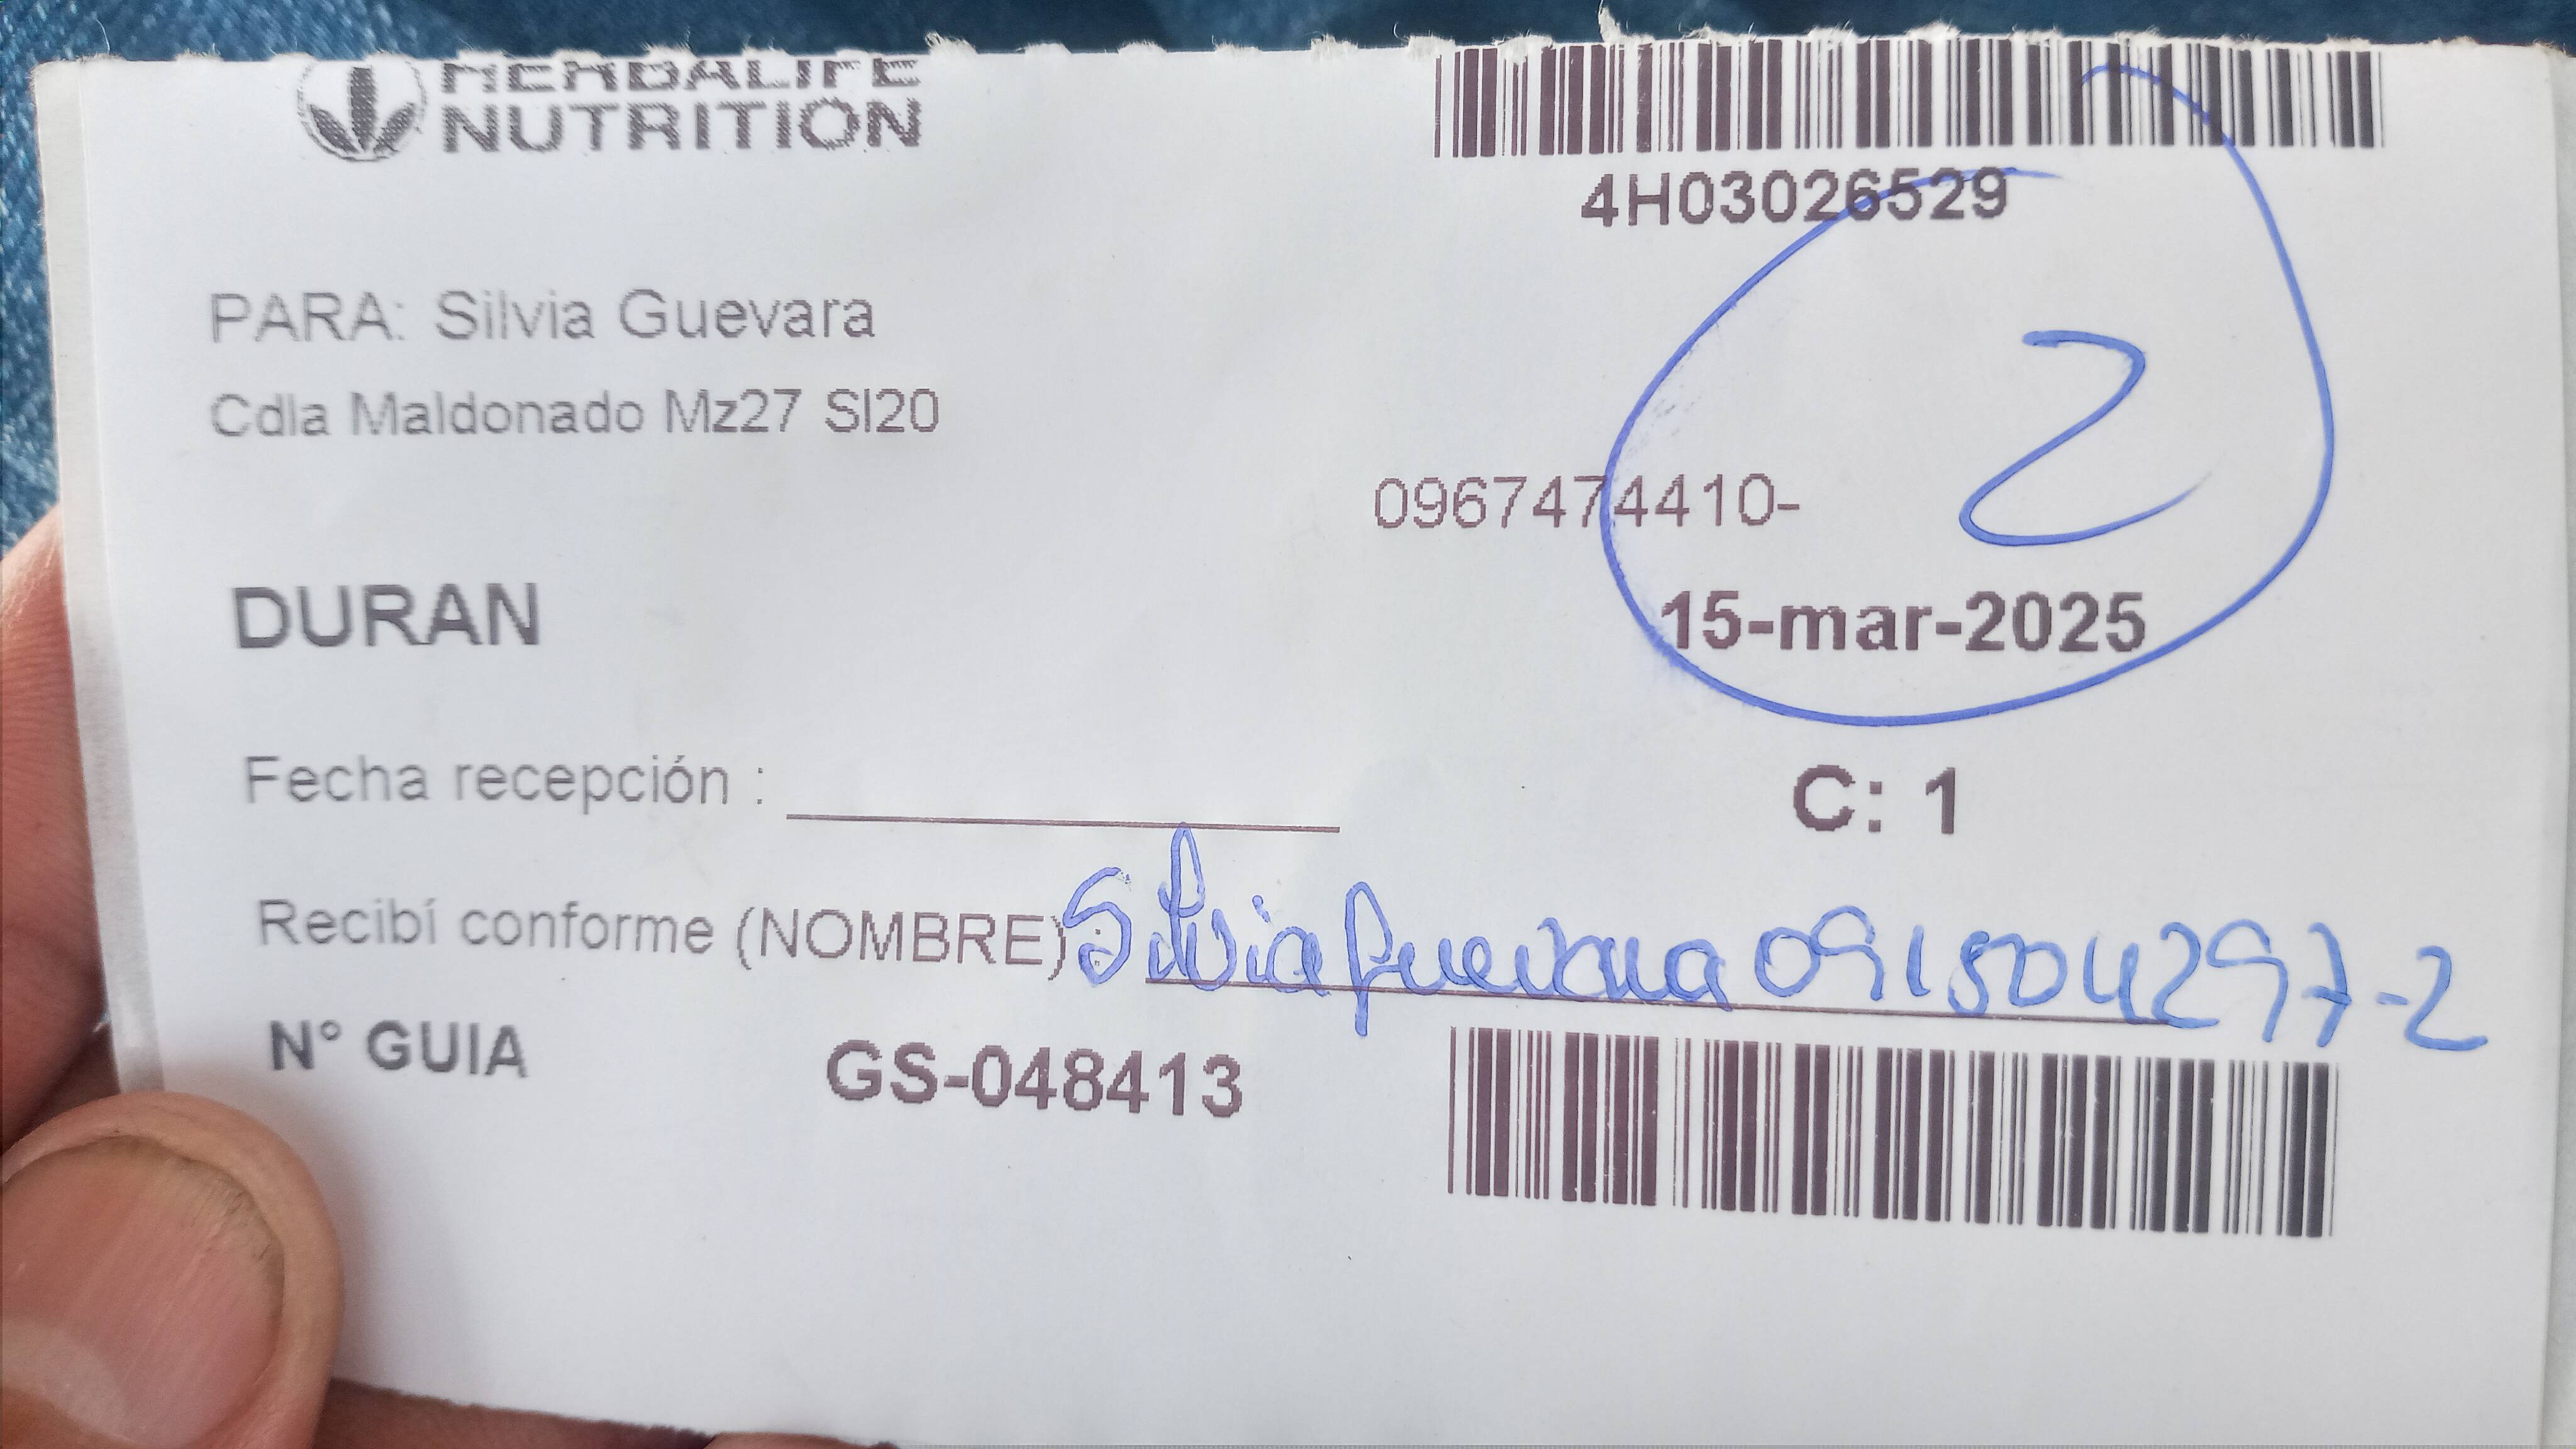 HERBALIFE
NUTRITION
4H03026529
PARA: Silvia Guevara
Cdla Maldonado Mz27 Sl20
0967474410-
2
DURAN
15-mar-2025
Fecha recepción :
C: 1
Recibí conforme (NOMBRE): Silvia Guevara 091504297-2
N° GUIA GS-048413